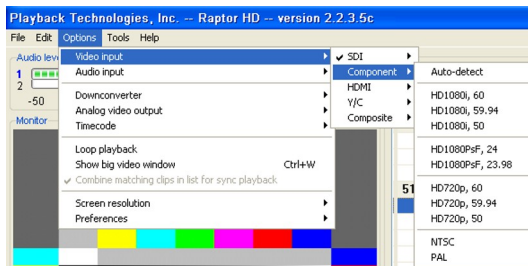 Playback Technologies, Inc. -- Raptor HD -- version 2.2.3.5c
File Edit Options Tools Help
Audio leve
1
2
-50
Monitor
Video input
Audio input
Downconverter
Analog video output
Timecode
Loop playback
Show big video window Ctrl+W
Combine matching clips in list for sync playback
Screen resolution
Preferences
SDI
Component
HDMI
Y/C
Composite
51
Auto-detect
HD1080i, 60
HD1080i, 59.94
HD1080i, 50
HD1080PsF, 24
HD1080PsF, 23.98
HD720p, 60
HD720p, 59.94
HD720p, 50
NTSC
PAL